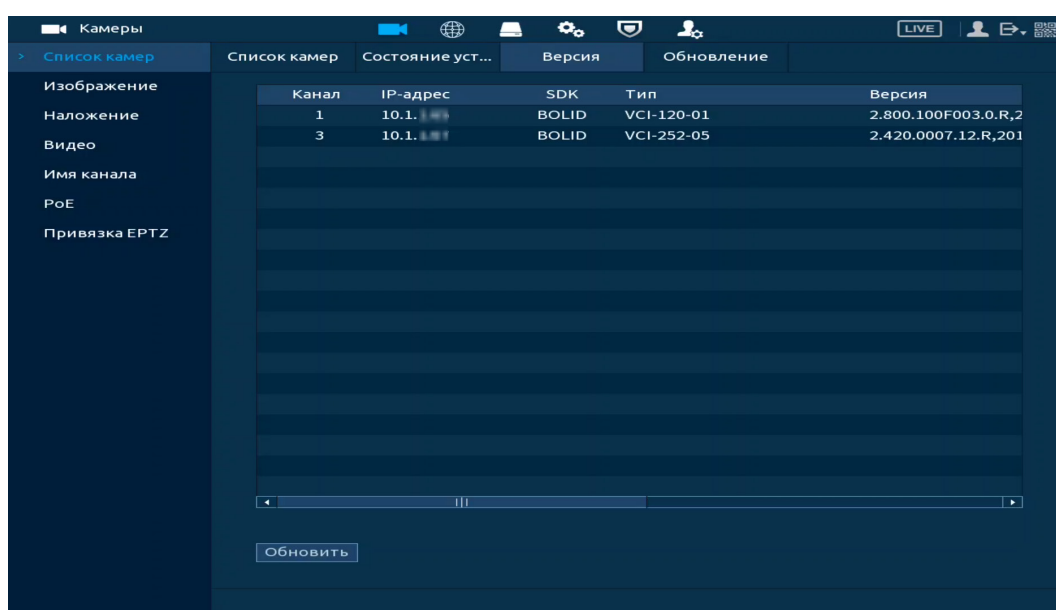 Камеры LIVE
Список камер Список камер Состояние уст... Версия Обновление
Изображение
Наложение
Видео
Имя канала
PoE
Привязка EPTZ
Канал IP-адрес SDK Тип Версия
1 10.1. BOLID VCI-120-01 2.800.100F003.0.R,2
3 10.1. BOLID VCI-252-05 2.420.0007.12.R,201
Обновить